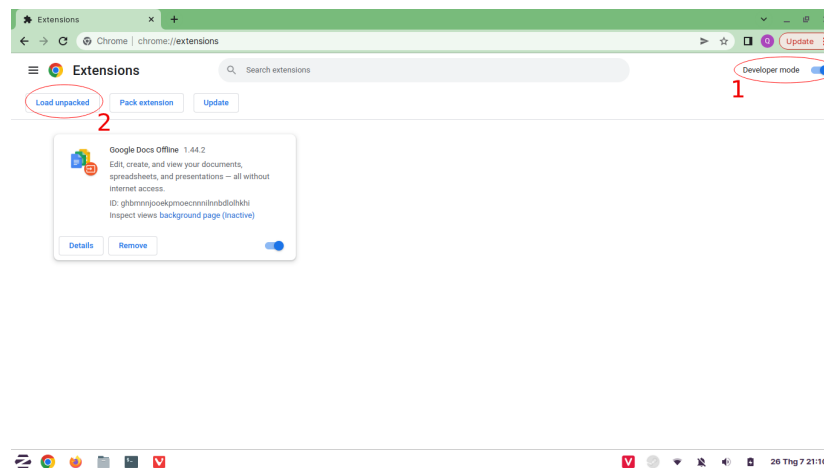 Extensions
Chrome | chrome://extensions
Update
Extensions
Search extensions
Developer mode
1
Load unpacked
Pack extension
Update
2
Google Docs Offline 1.44.2
Edit, create, and view your documents,
spreadsheets, and presentations — all without
internet access.
ID: ghbmnnjooekpmoecnnnilnnbdlolhkhi
Inspect views background page (Inactive)
Details
Remove
26 Thg 7 21:10